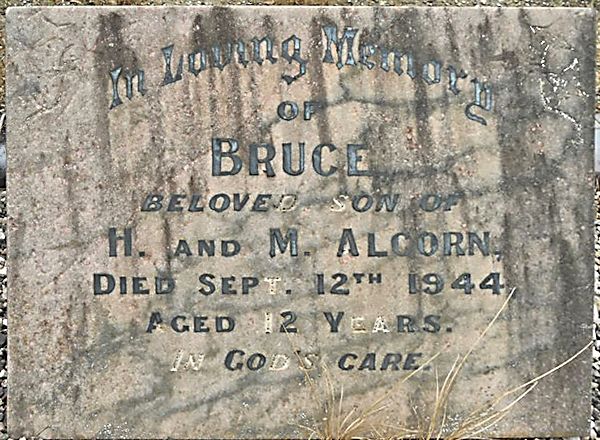 In Loving Memory
OF
BRUCE
BELOVED SON OF
H. AND M. ALCORN,
DIED SEPT. 12TH 1944
AGED 12 YEARS.
IN GOD'S CARE.